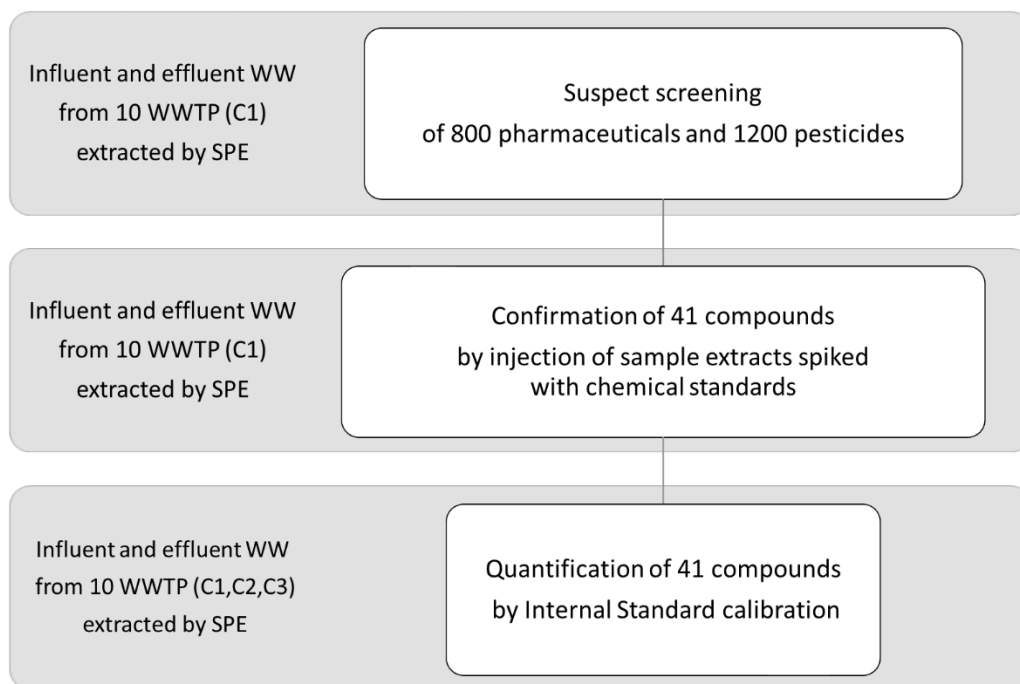 Influent and effluent WW
from 10 WWTP (C1)
extracted by SPE
Suspect screening
of 800 pharmaceuticals and 1200 pesticides
Influent and effluent WW
from 10 WWTP (C1)
extracted by SPE
Confirmation of 41 compounds
by injection of sample extracts spiked
with chemical standards
Influent and effluent WW
from 10 WWTP (C1,C2,C3)
extracted by SPE
Quantification of 41 compounds
by Internal Standard calibration